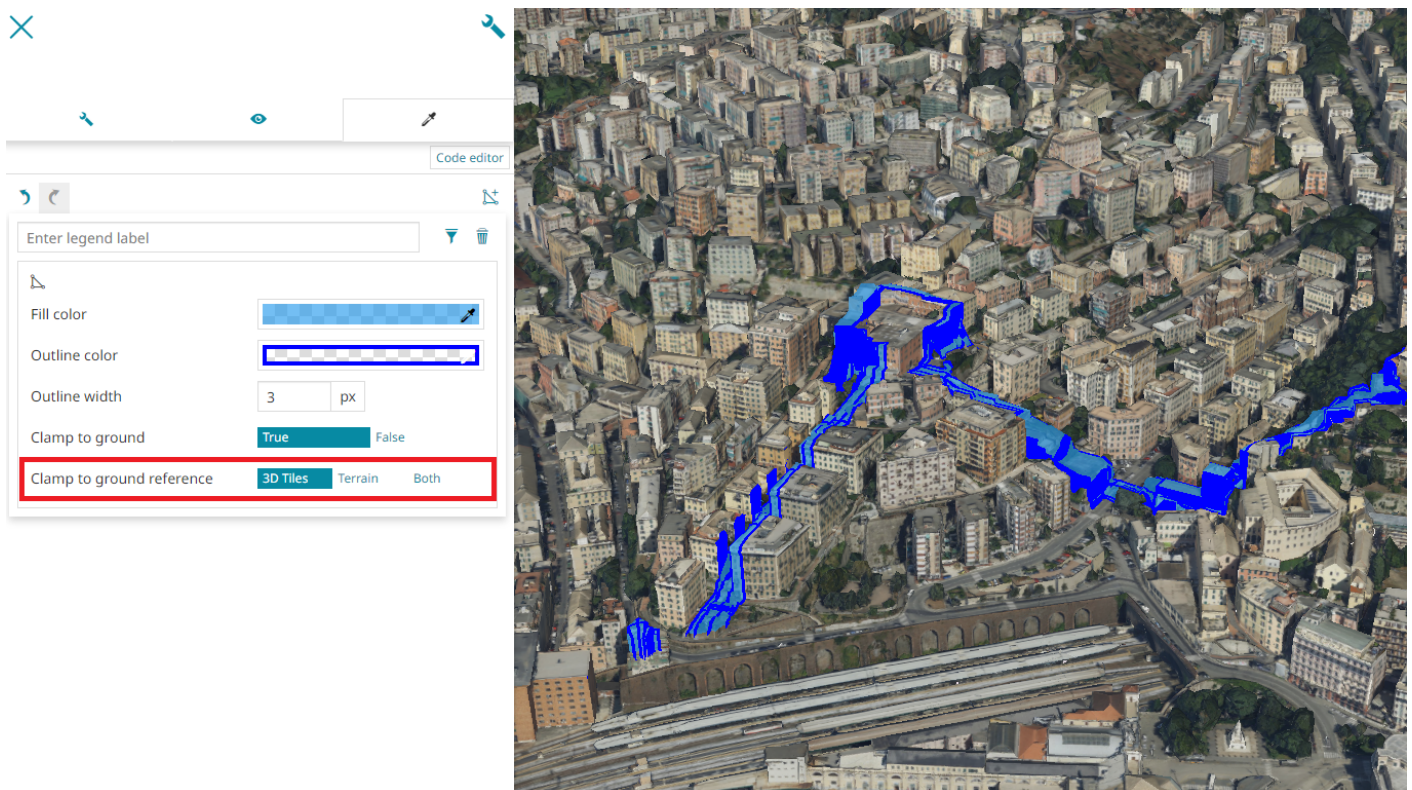 Code editor
Enter legend label
Fill color
Outline color
Outline width 3 px
Clamp to ground True False
Clamp to ground reference 3D Tiles Terrain Both